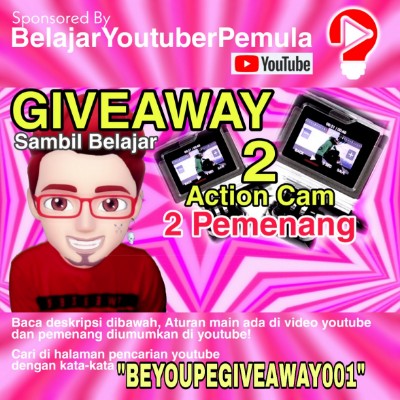 Sponsored By
BelajarYoutuberPemula
YouTube
GIVEAWAY
Sambil Belajar
2
Action Cam
2 Pemenang
Baca deskripsi dibawah, Aturan main ada di video youtube
dan pemenang diumumkan di youtube!
Cari di halaman pencarian youtube
dengan kata-kata "BEYOUPEGIVEAWAY001"